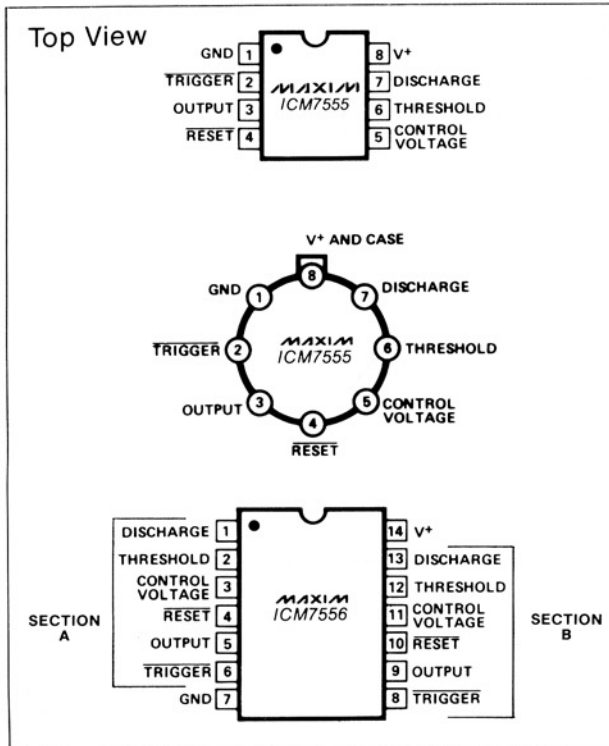 Top View
GND 1 8 V+
TRIGGER 2 7 DISCHARGE
OUTPUT 3 6 THRESHOLD
RESET 4 5 CONTROL
VOLTAGE
MAXIM
ICM7555
V+ AND CASE
8
GND 1 7 DISCHARGE
TRIGGER 2 6 THRESHOLD
MAXIM
ICM7555
OUTPUT 3 5 CONTROL
VOLTAGE
4
RESET
DISCHARGE 1 14 V+
THRESHOLD 2 13 DISCHARGE
CONTROL
VOLTAGE 3 12 THRESHOLD
RESET 4 11 CONTROL
VOLTAGE
OUTPUT 5 10 RESET
TRIGGER 6 9 OUTPUT
GND 7 8 TRIGGER
MAXIM
ICM7556
SECTION
A
SECTION
B